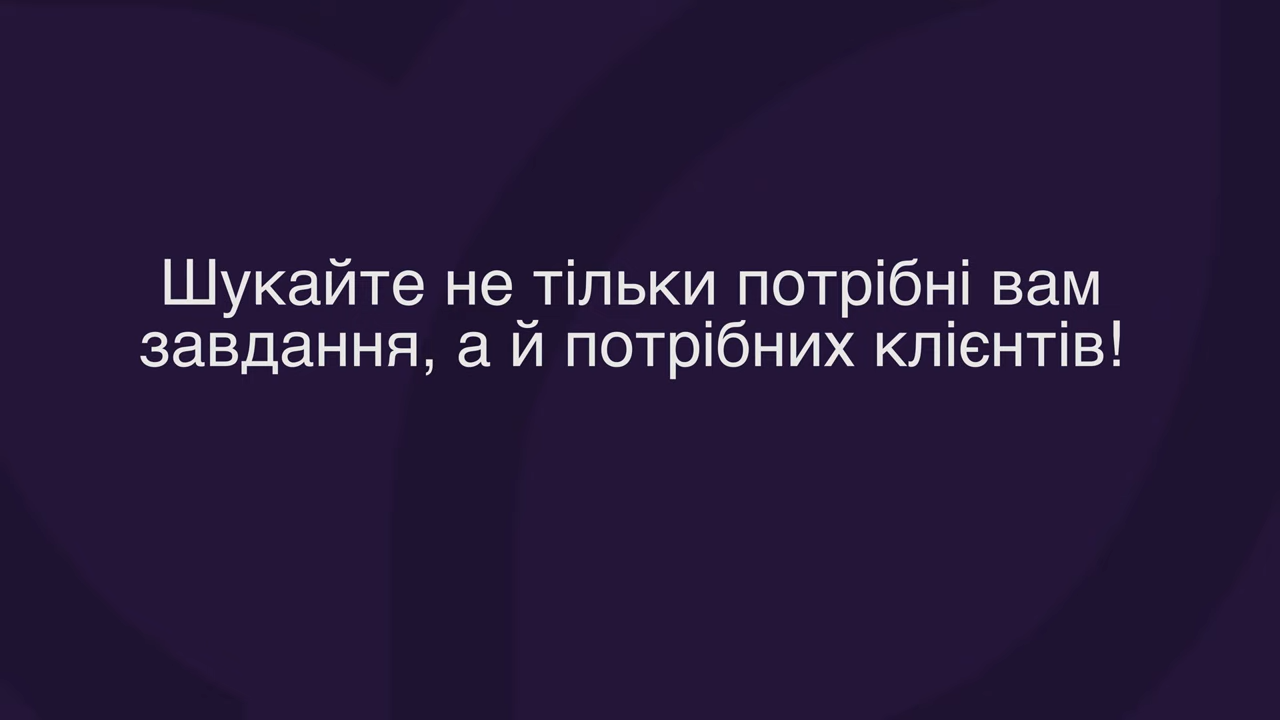 Шукайте не тільки потрібні вам
завдання, а й потрібних клієнтів!